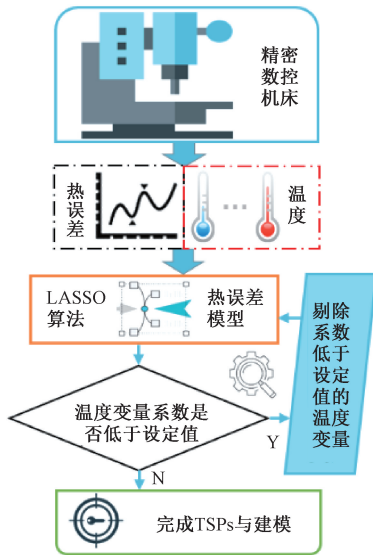 精密
数控
机床
热
误
差
温
度
LASSO
算法
热误差
模型
剔除
系数
低于
设定
值的
温度
变量
温度变量系数是
否低于设定值
Y
N
完成TSPs与建模